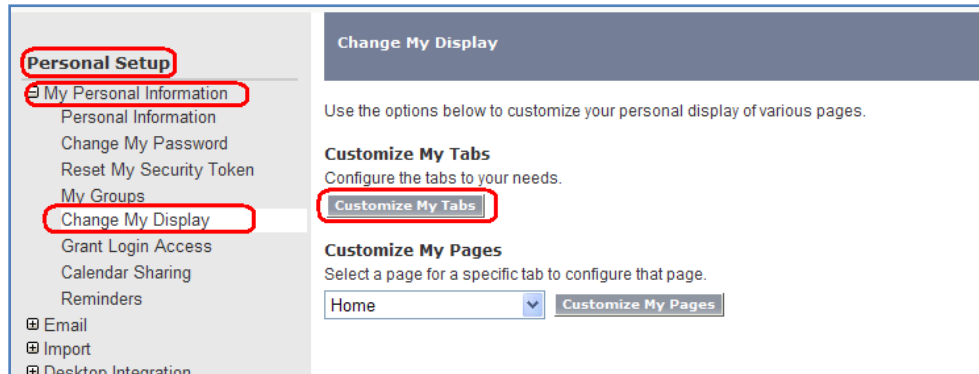 Personal Setup
My Personal Information
Personal Information
Change My Password
Reset My Security Token
My Groups
Change My Display
Grant Login Access
Calendar Sharing
Reminders
Email
Import
Desktop Integration
Change My Display
Use the options below to customize your personal display of various pages.
Customize My Tabs
Configure the tabs to your needs.
Customize My Tabs
Customize My Pages
Select a page for a specific tab to configure that page.
Home Customize My Pages